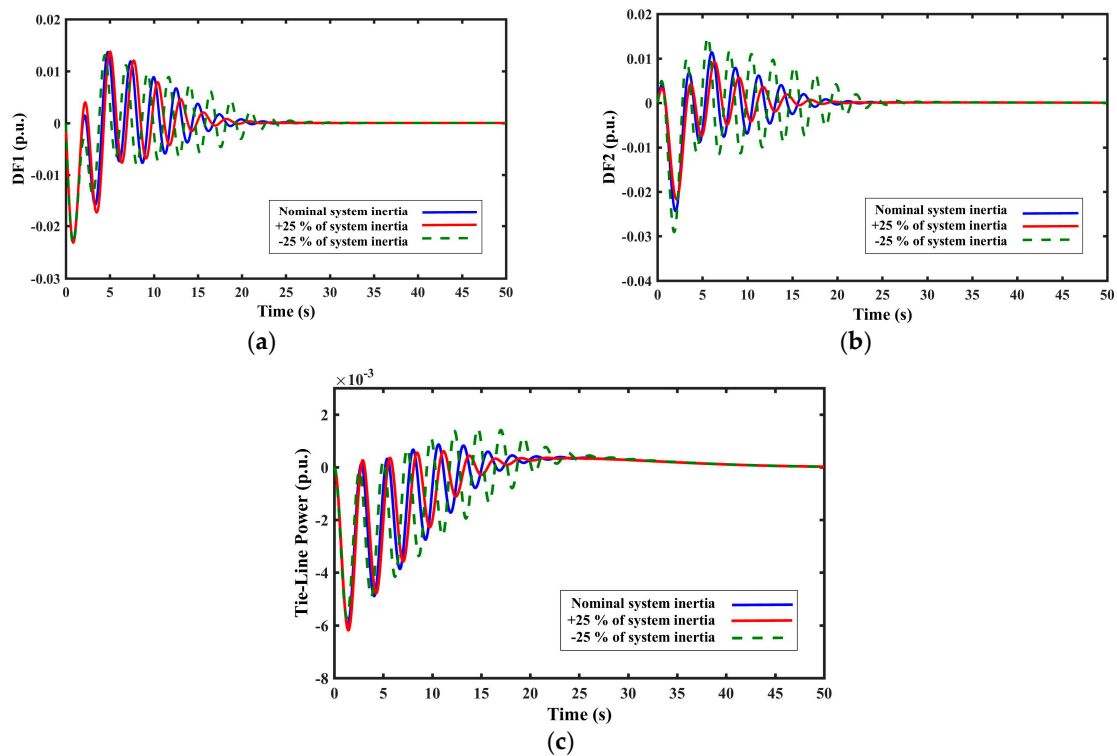 0.02
0.01
0
-0.01
-0.02
-0.03
DF1 (p.u.)
Nominal system inertia
+25 % of system inertia
-25 % of system inertia
0 5 10 15 20 25 30 35 40 45 50
Time (s)
(a)
0.02
0.01
0
-0.01
-0.02
-0.03
-0.04
DF2 (p.u.)
Nominal system inertia
+25 % of system inertia
-25 % of system inertia
0 5 10 15 20 25 30 35 40 45 50
Time (s)
(b)
×10⁻³
2
0
-2
-4
-6
-8
Tie-Line Power (p.u.)
Nominal system inertia
+25 % of system inertia
-25 % of system inertia
0 5 10 15 20 25 30 35 40 45 50
Time (s)
(c)